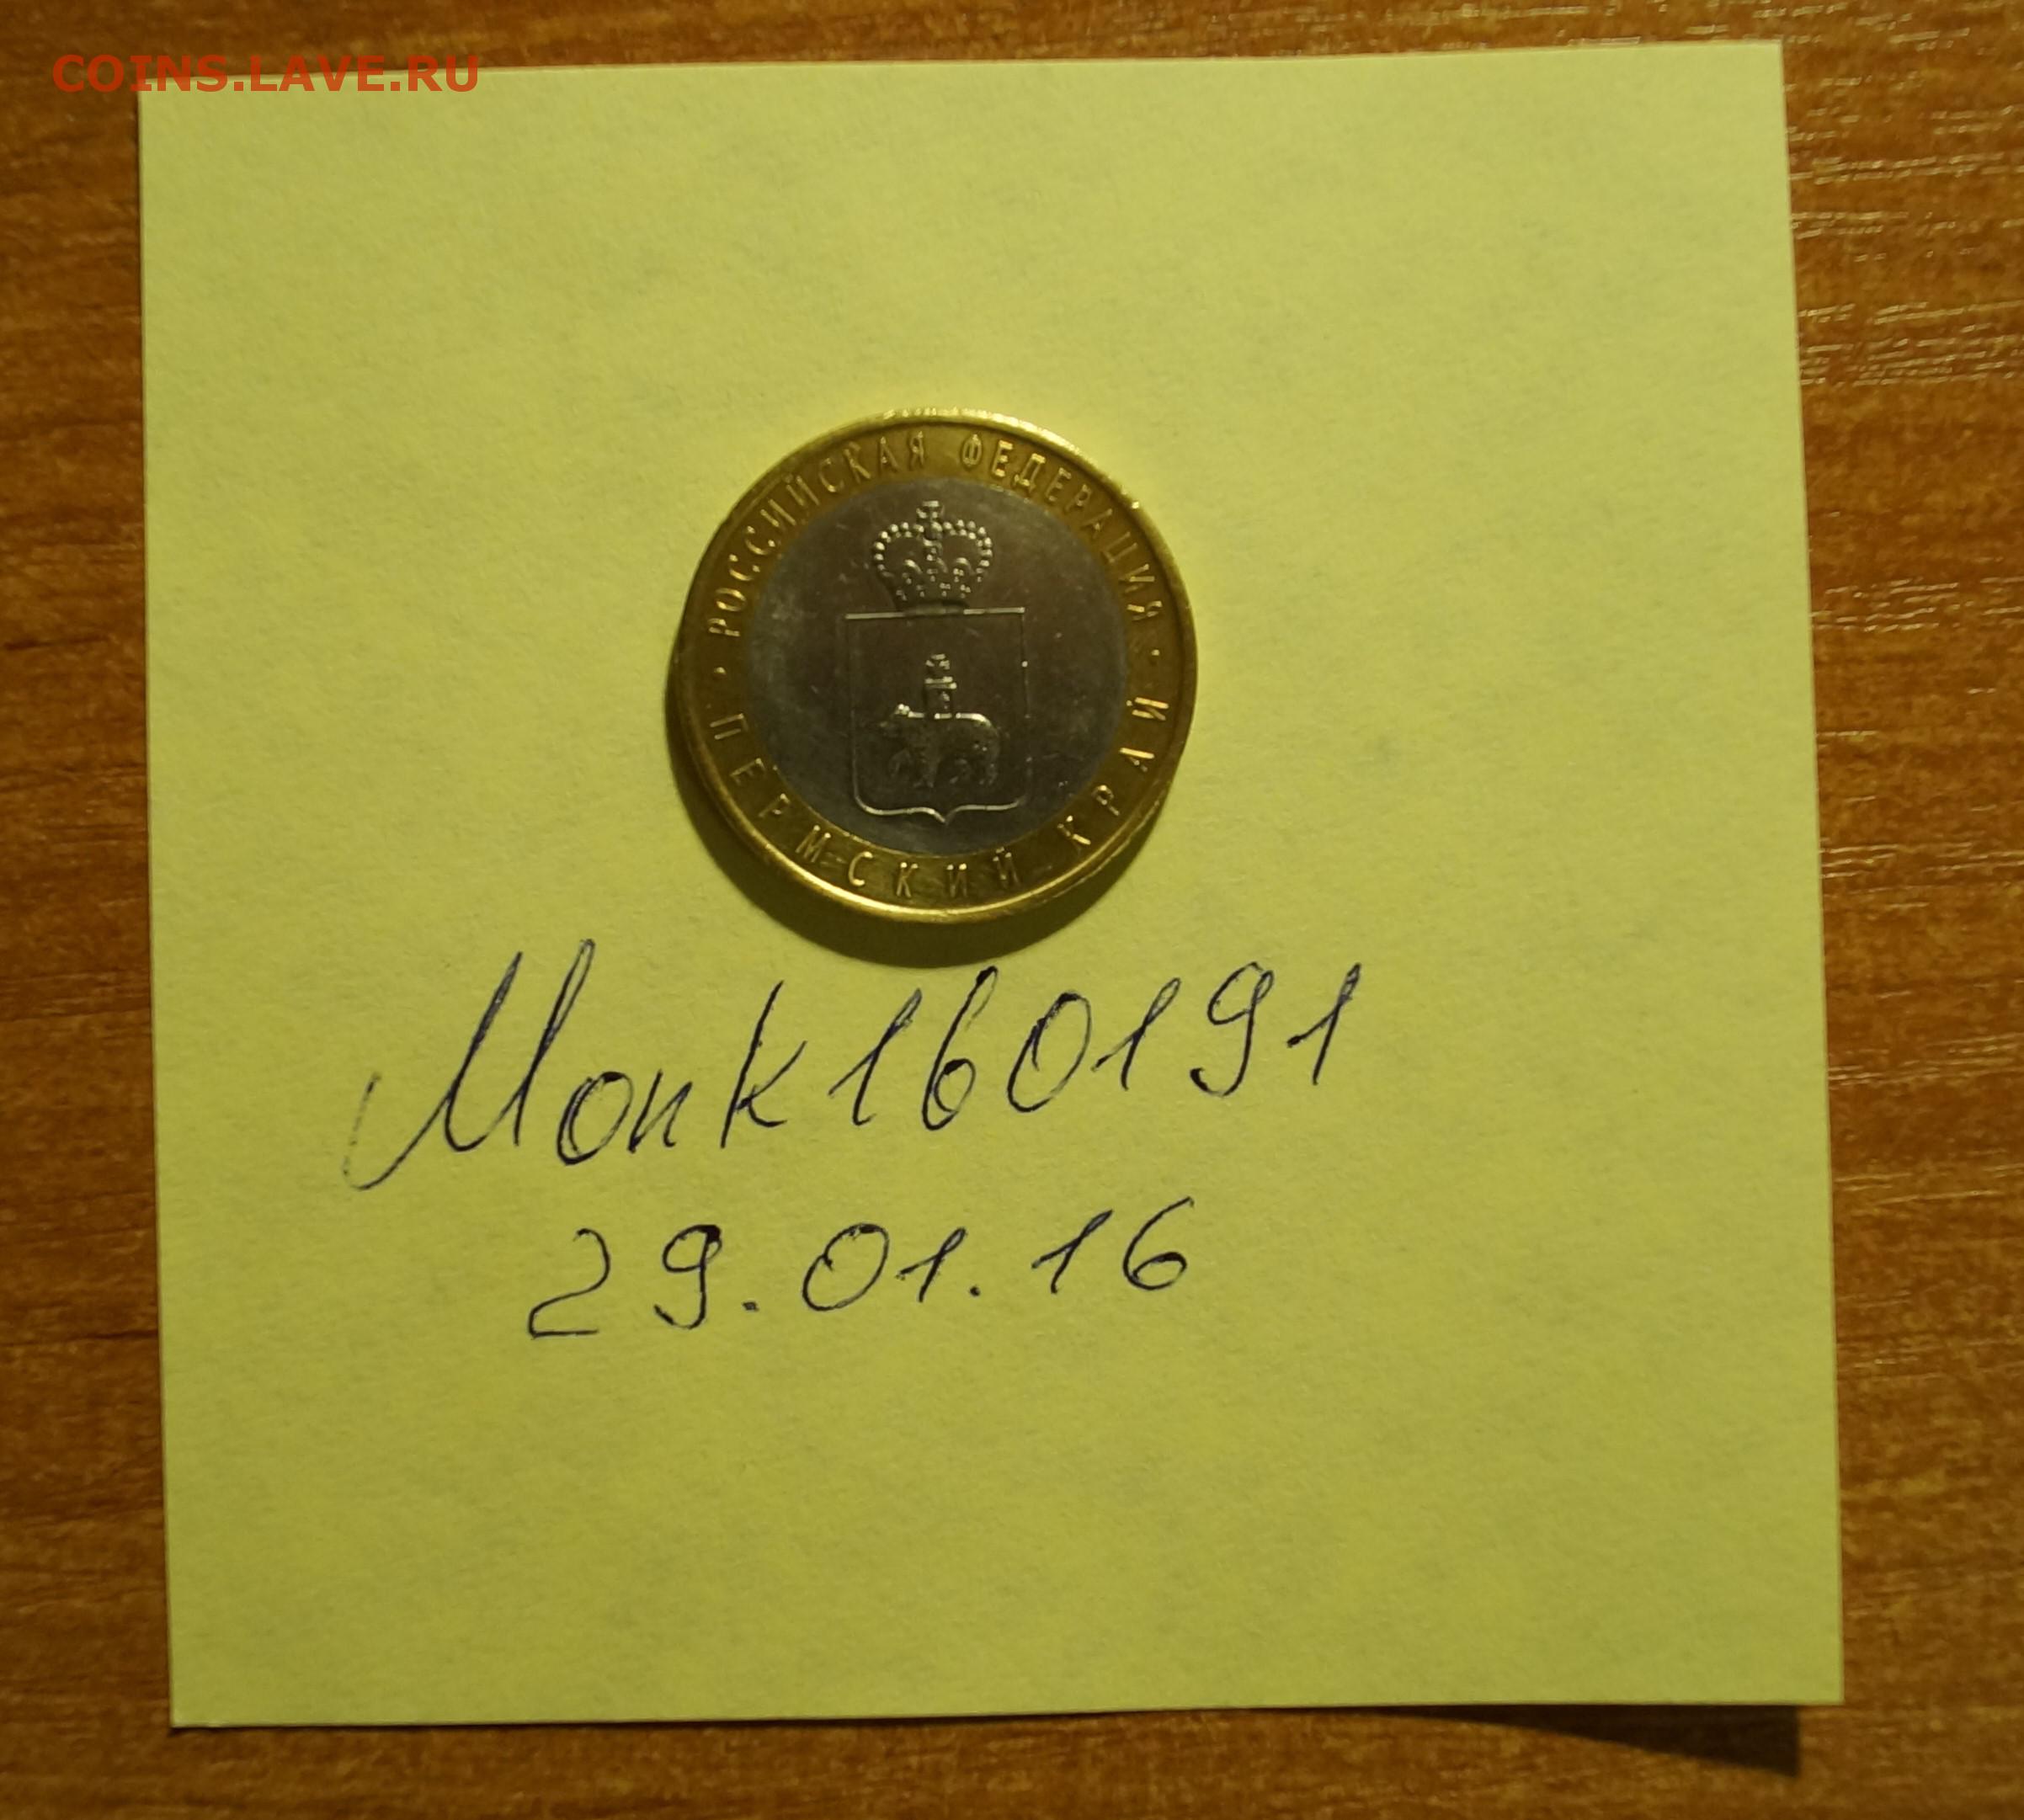 COINS.LAVE.RU
РОССИЙСКАЯ ФЕДЕРАЦИЯ
ПЕРМСКИЙ КРАЙ
Monk160191
29.01.16